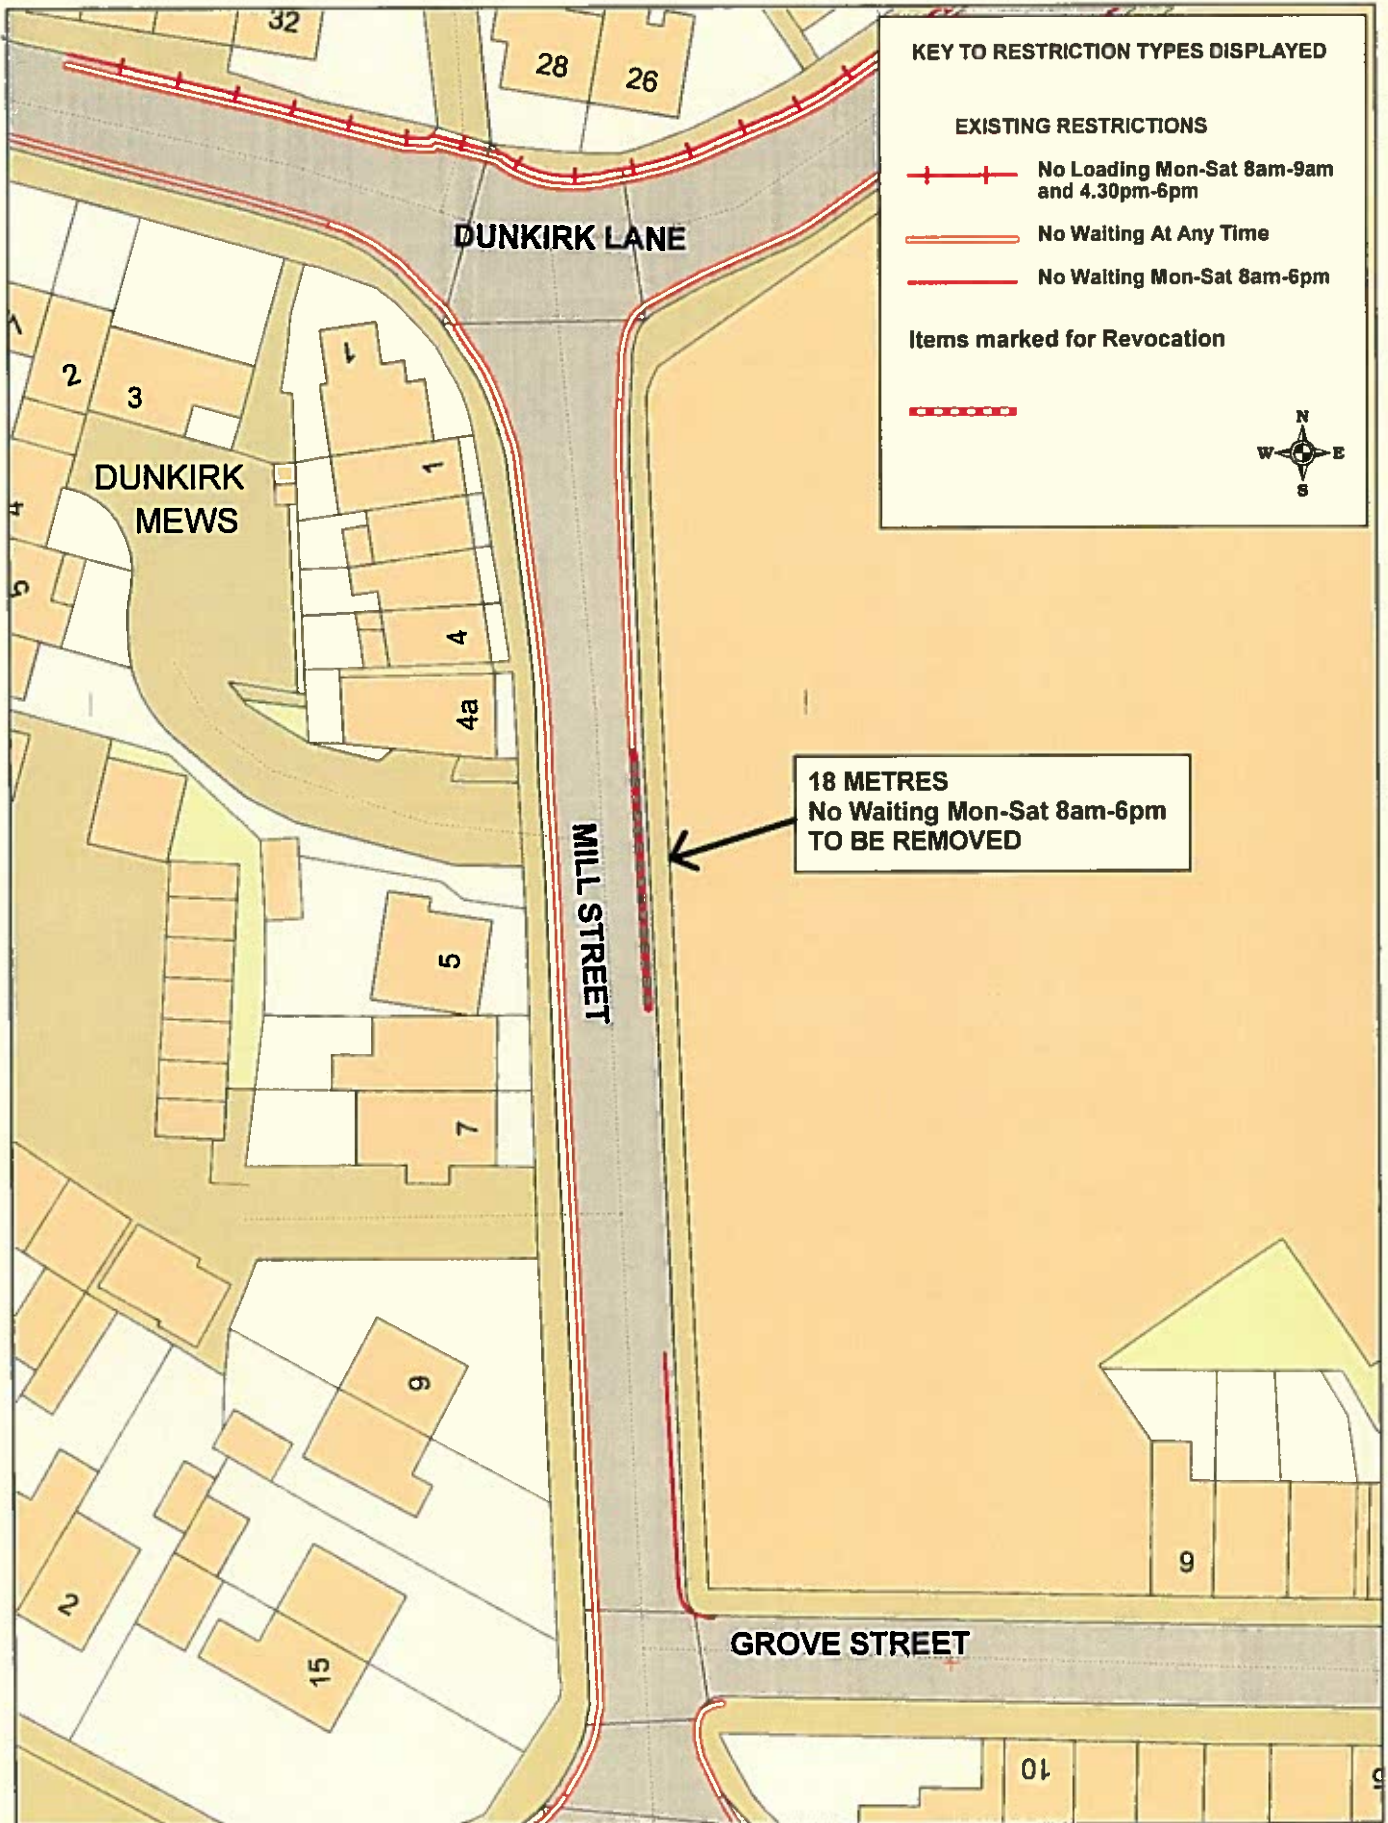 32
28
26
KEY TO RESTRICTION TYPES DISPLAYED
EXISTING RESTRICTIONS
No Loading Mon-Sat 8am-9am
and 4.30pm-6pm
No Waiting At Any Time
No Waiting Mon-Sat 8am-6pm
Items marked for Revocation
N
W E
S
DUNKIRK LANE
1
2
3
1
DUNKIRK
MEWS
4
5
4
4a
18 METRES
No Waiting Mon-Sat 8am-6pm
TO BE REMOVED
MILL STREET
5
7
9
9
2
15
GROVE STREET
10